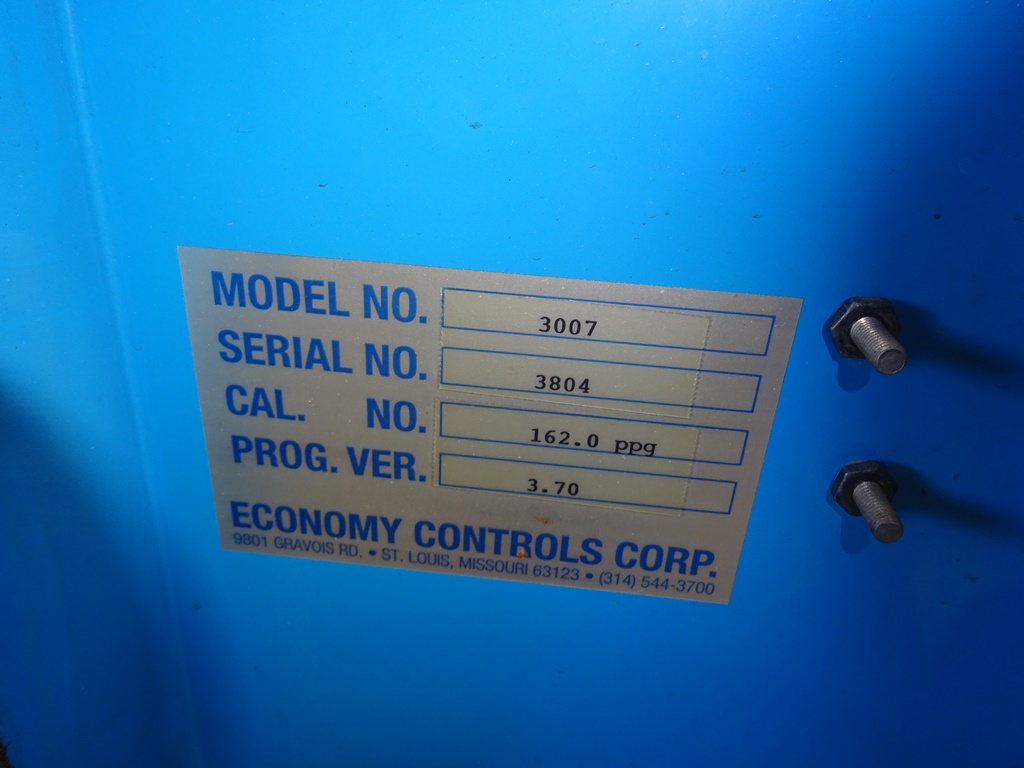 MODEL NO. 3007
SERIAL NO. 3804
CAL. NO. 162.0 ppg
PROG. VER. 3.70
ECONOMY CONTROLS CORP.
9801 GRAVOIS RD. • ST. LOUIS, MISSOURI 63123 • (314) 544-3700